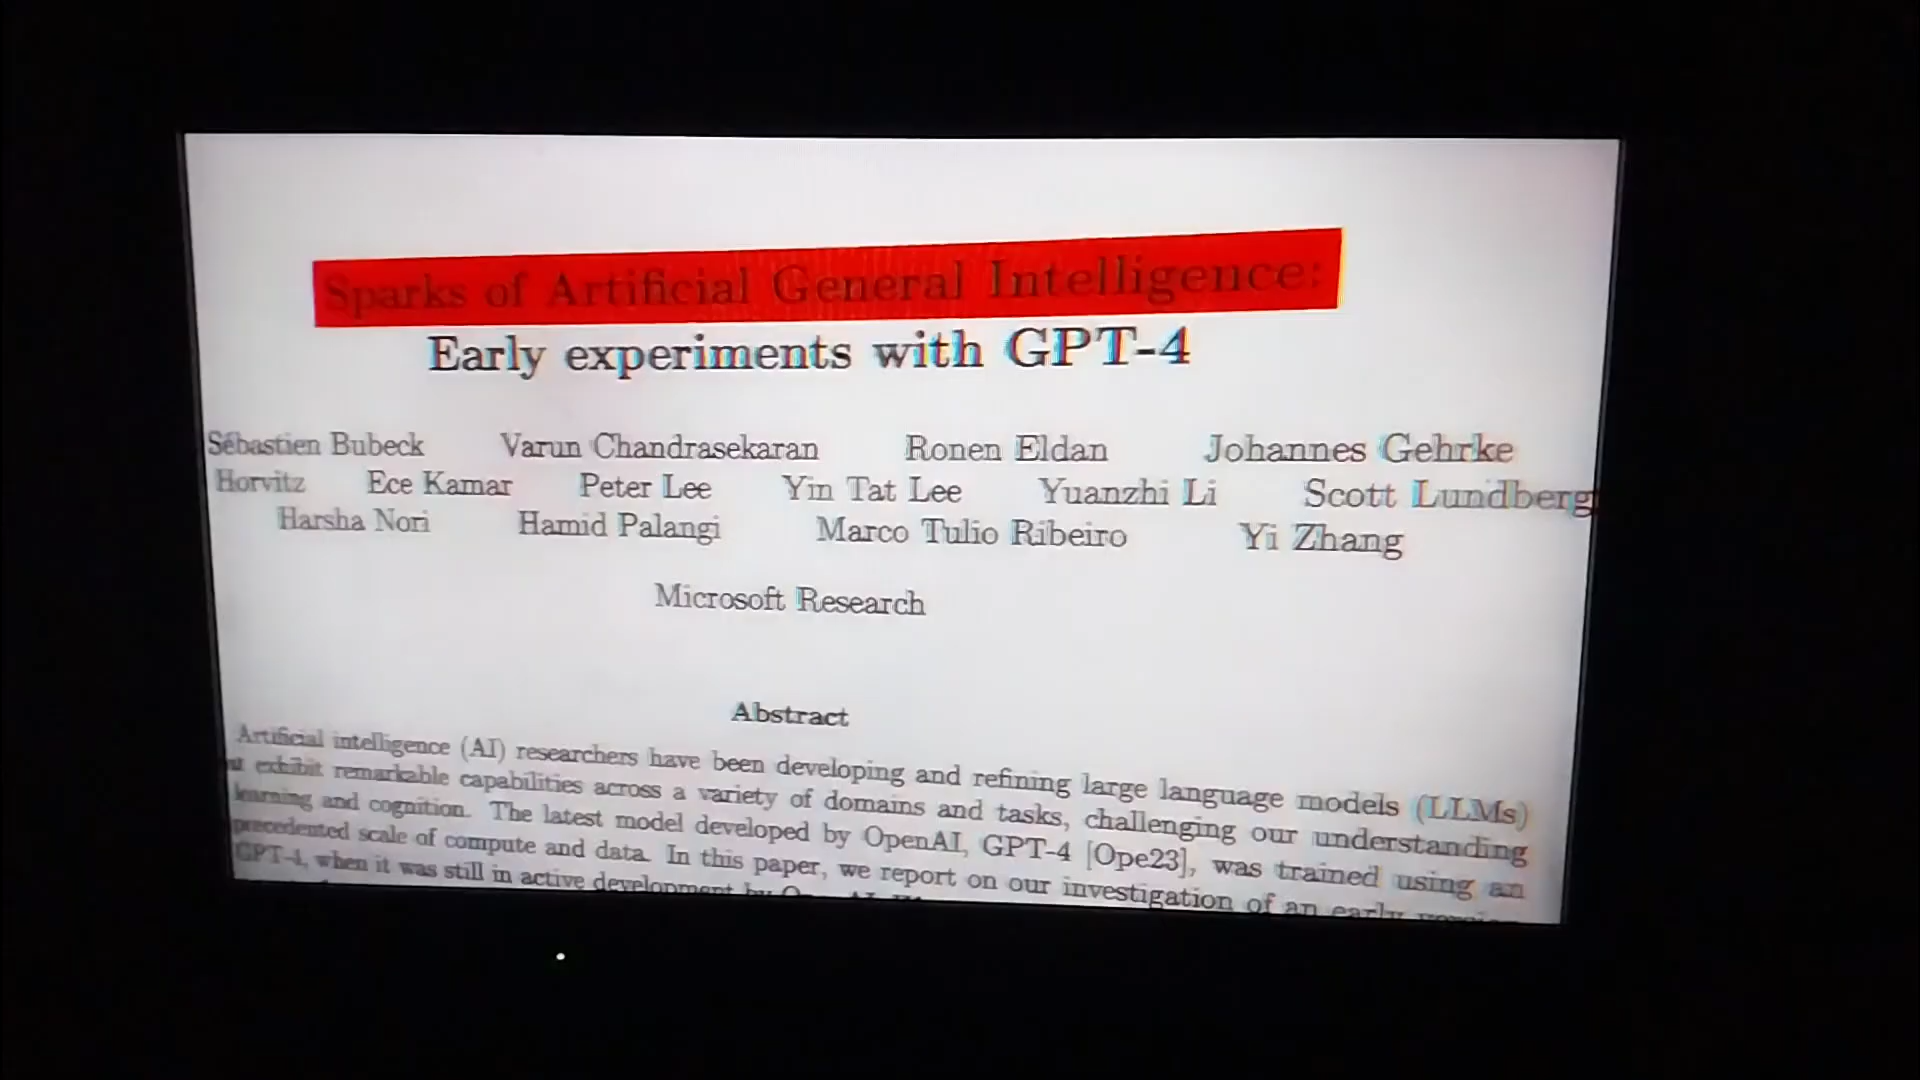 Sparks of Artificial General Intelligence:
Early experiments with GPT-4
Sébastien Bubeck Varun Chandrasekaran Ronen Eldan Johannes Gehrke
Horvitz Ece Kamar Peter Lee Yin Tat Lee Yuanzhi Li Scott Lundberg
Harsha Nori Hamid Palangi Marco Tulio Ribeiro Yi Zhang
Microsoft Research
Abstract
Artificial intelligence (AI) researchers have been developing and refining large language models (LLMs)
exhibit remarkable capabilities across a variety of domains and tasks, challenging our understanding
learning and cognition. The latest model developed by OpenAI, GPT-4 [Ope23], was trained using an
precedented scale of compute and data. In this paper, we report on our investigation of an early
GPT-4, when it was still in active development by